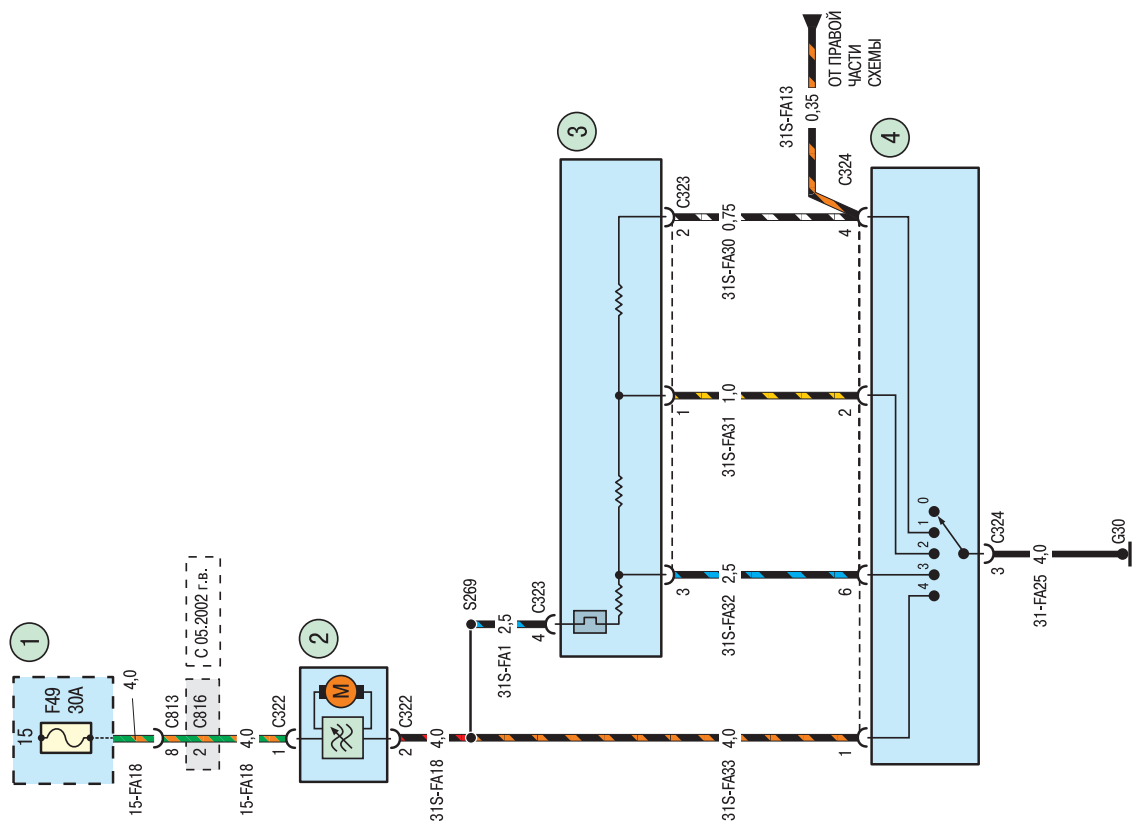 1
15
F49
30A
4,0
15-FA18
8
C813
С 05.2002 г.в.
2
C816
15-FA18
4,0
1
C322
2
M
2
C322
31S-FA18
4,0
S269
31S-FA1
2,5
4
C323
3
3
1
2
C323
31S-FA33
4,0
31S-FA32
2,5
31S-FA31
1,0
31S-FA30
0,75
31S-FA13
0,35
ОТ ПРАВОЙ
ЧАСТИ
СХЕМЫ
1
6
2
4
C324
4
4
3
2
1
0
3
C324
31-FA25
4,0
G30